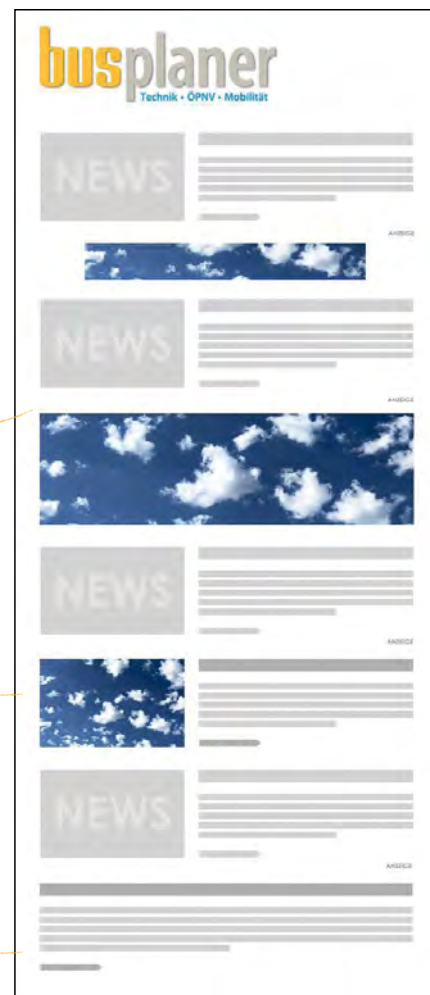 busplaner
Technik • ÖPNV • Mobilität
NEWS
ANZEIGE
NEWS
ANZEIGE
NEWS
ANZEIGE
NEWS
ANZEIGE